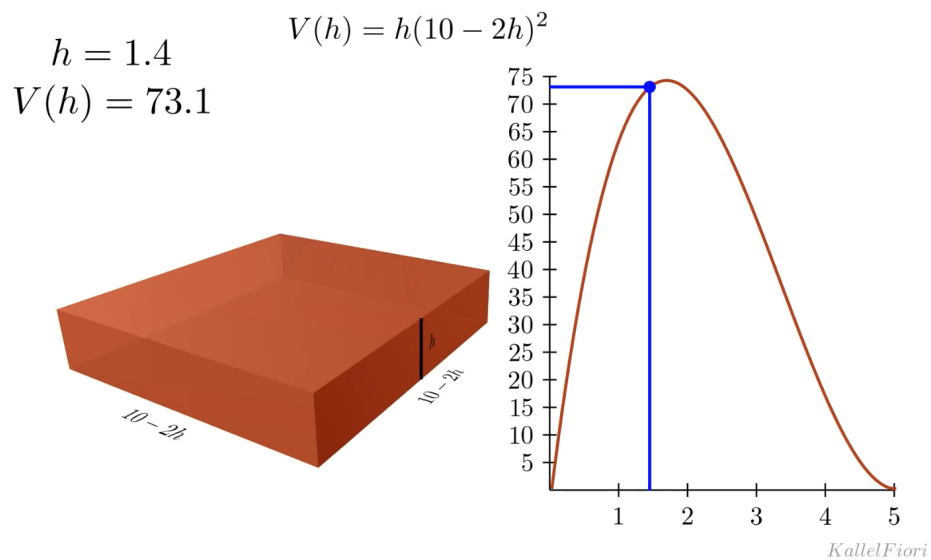 V(h) = h(10 − 2h)²
h = 1.4
V(h) = 73.1
75
70
65
60
55
50
45
40
35
30
25
20
15
10
5
1 2 3 4 5
h
10 − 2h
10 − 2h
KallelFiori